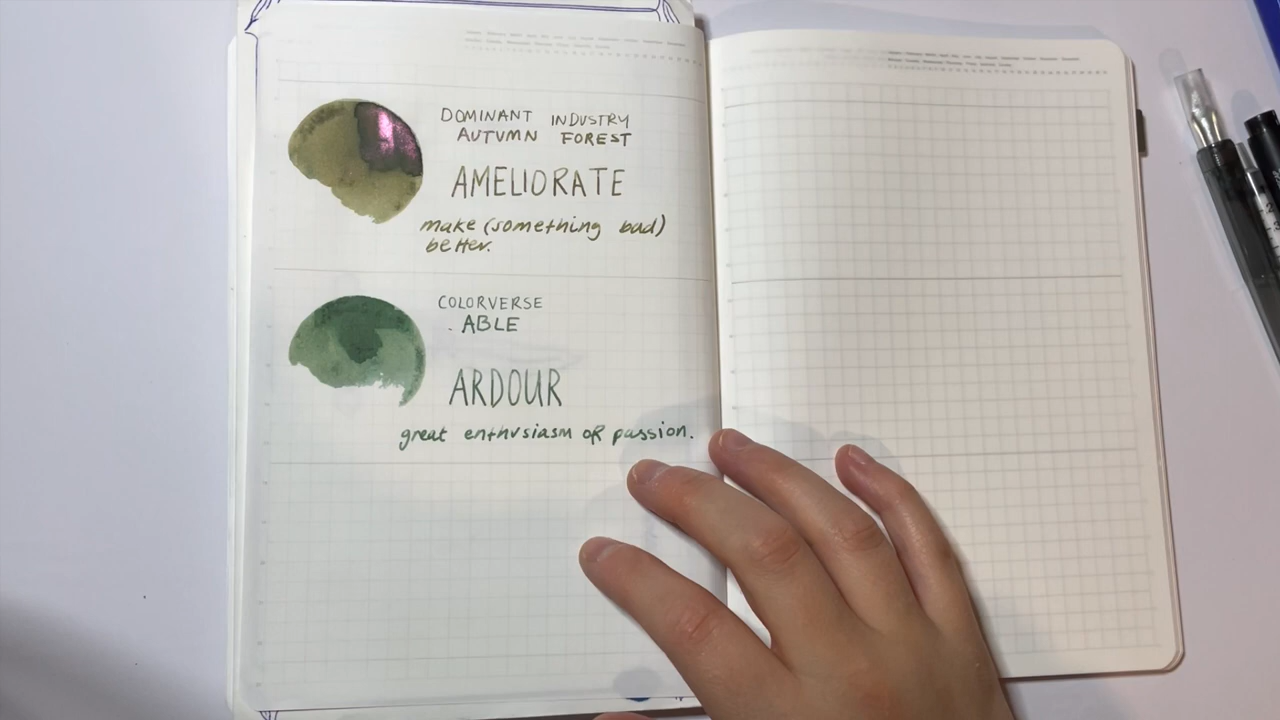 DOMINANT INDUSTRY
AUTUMN FOREST
AMELIORATE
make (something bad)
better.
COLORVERSE
. ABLE
ARDOUR
great enthusiasm or passion.